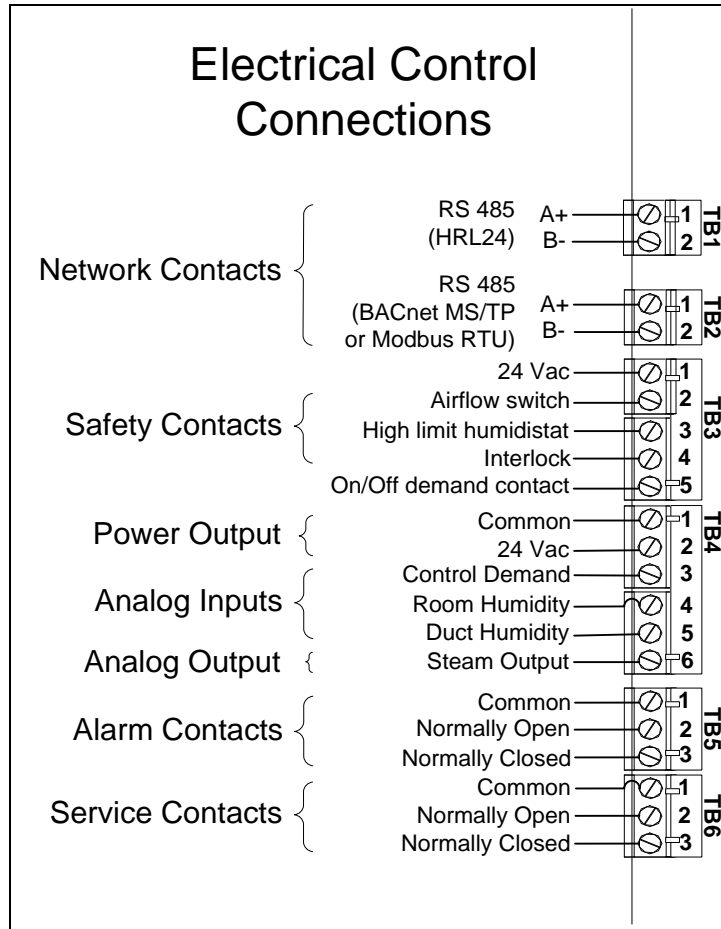 Electrical Control
Connections
Network Contacts
RS 485
(HRL24)
A+
B-
1
2
TB1
RS 485
(BACnet MS/TP
or Modbus RTU)
A+
B-
1
2
TB2
Safety Contacts
24 Vac
1
Airflow switch
2
High limit humidistat
3
Interlock
4
On/Off demand contact
5
TB3
Power Output
Common
1
24 Vac
2
Analog Inputs
Control Demand
3
Room Humidity
4
Duct Humidity
5
Analog Output
Steam Output
6
TB4
Alarm Contacts
Common
1
Normally Open
2
Normally Closed
3
TB5
Service Contacts
Common
1
Normally Open
2
Normally Closed
3
TB6